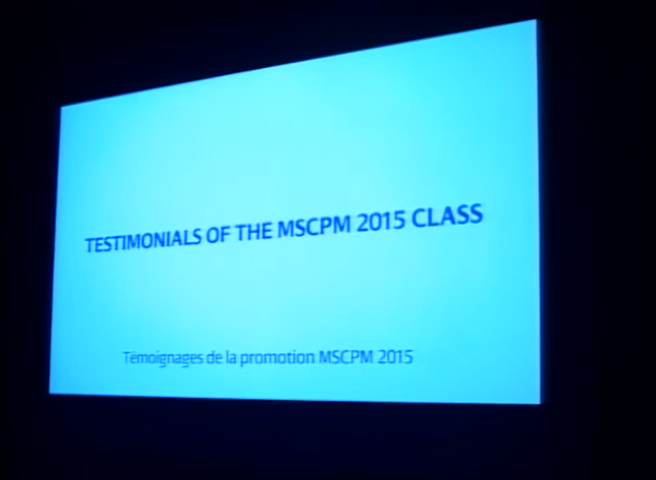 TESTIMONIALS OF THE MSCPM 2015 CLASS
Témoignages de la promotion MSCPM 2015